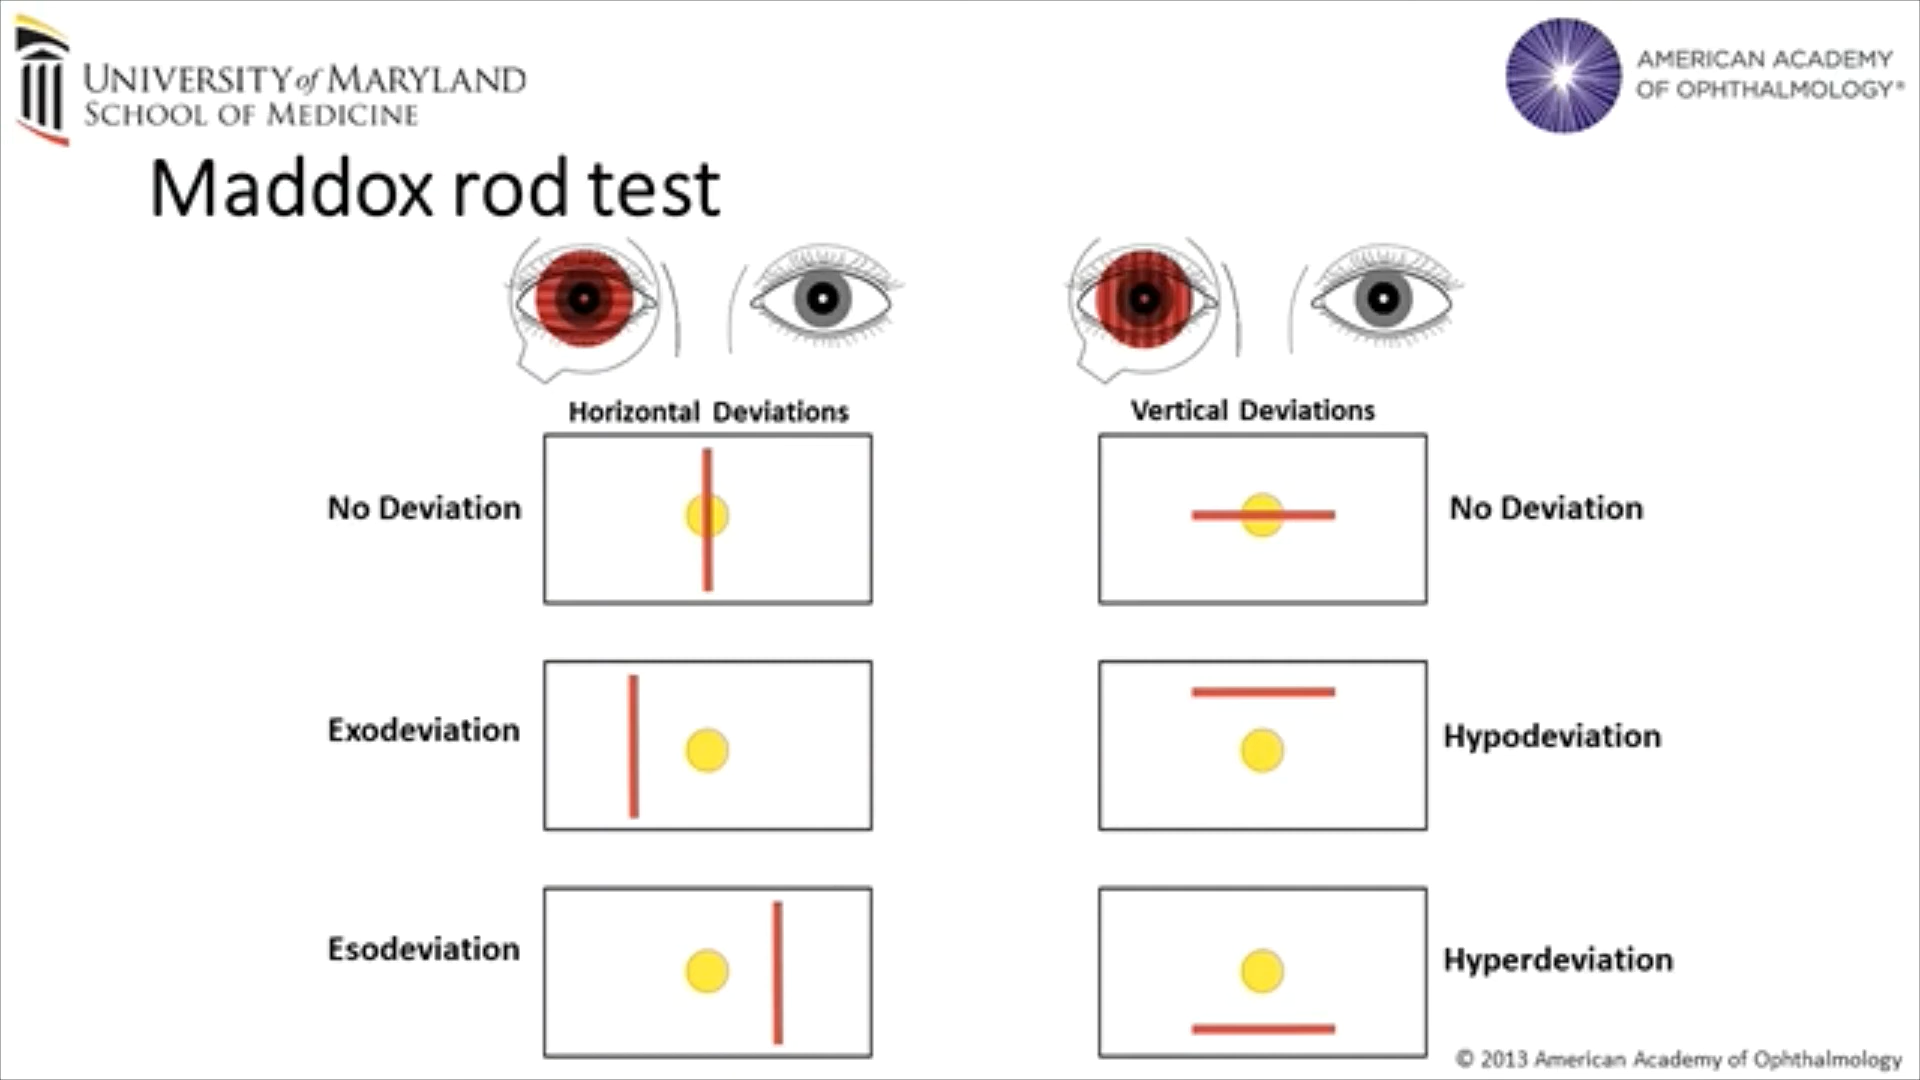 UNIVERSITY of MARYLAND
SCHOOL OF MEDICINE
AMERICAN ACADEMY
OF OPHTHALMOLOGY®
Maddox rod test
Horizontal Deviations
Vertical Deviations
No Deviation
No Deviation
Exodeviation
Hypodeviation
Esodeviation
Hyperdeviation
© 2013 American Academy of Ophthalmology